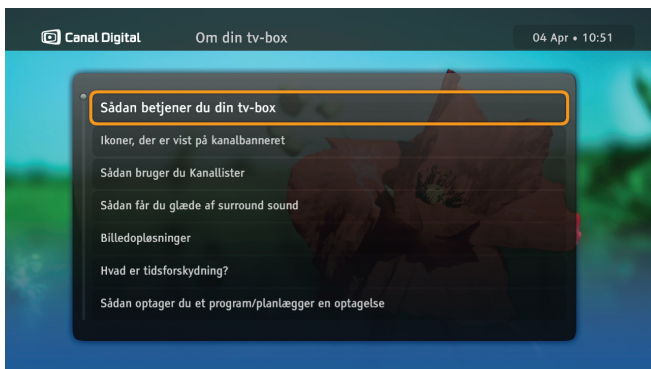 Canal Digital Om din tv-box 04 Apr • 10:51
Sådan betjener du din tv-box
Ikoner, der er vist på kanalbanneret
Sådan bruger du Kanallister
Sådan får du glæde af surround sound
Billedopløsninger
Hvad er tidsforskydning?
Sådan optager du et program/planlægger en optagelse